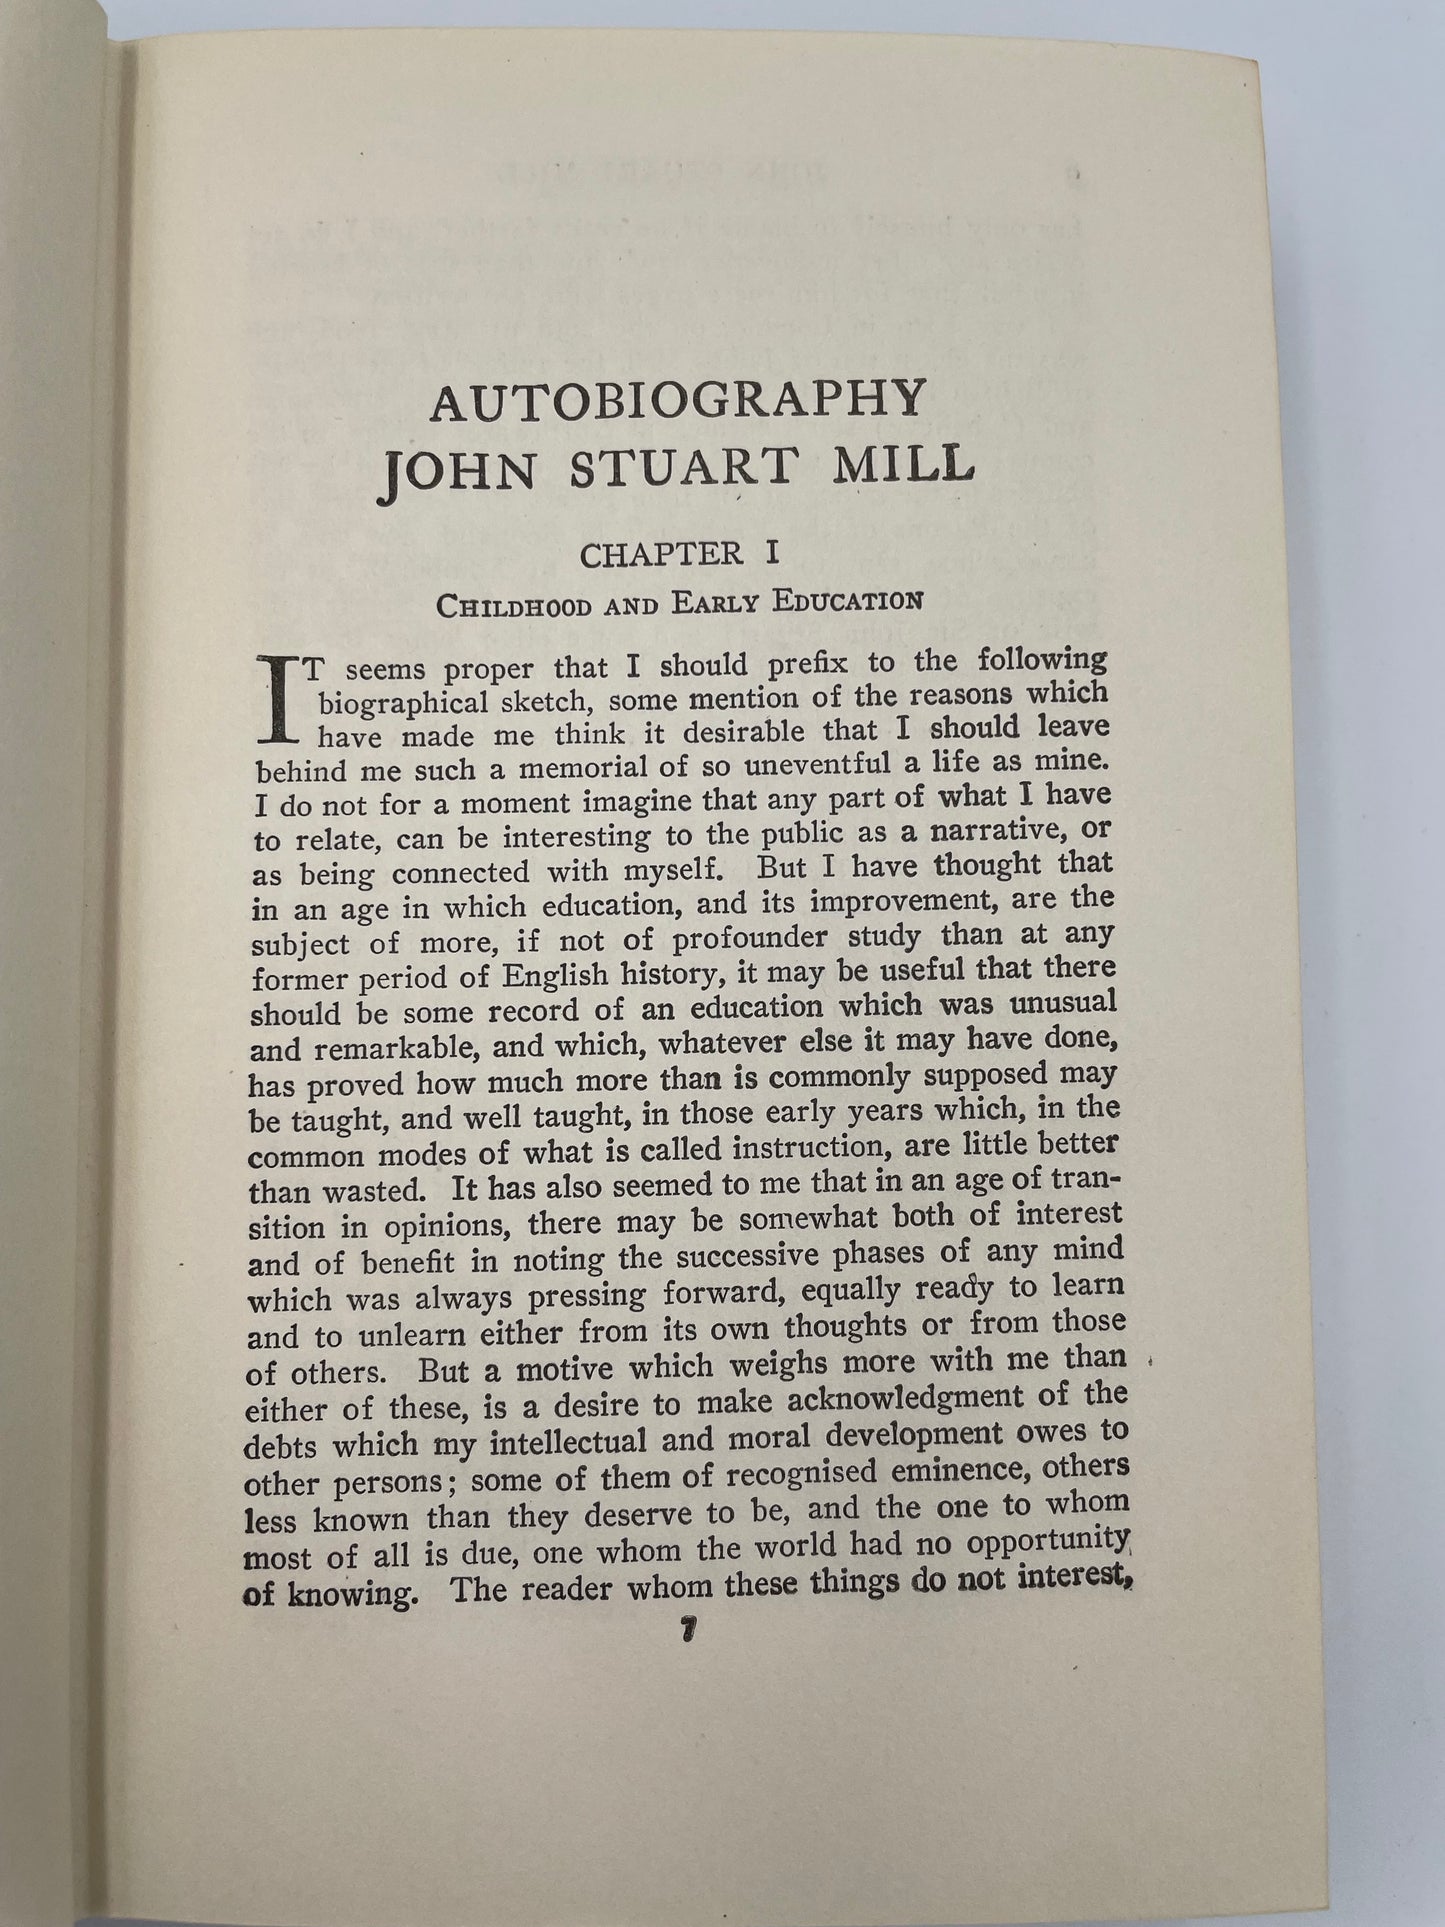 AUTOBIOGRAPHY
JOHN STUART MILL
CHAPTER I
CHILDHOOD AND EARLY EDUCATION
IT seems proper that I should prefix to the following
biographical sketch, some mention of the reasons which
have made me think it desirable that I should leave
behind me such a memorial of so uneventful a life as mine.
I do not for a moment imagine that any part of what I have
to relate, can be interesting to the public as a narrative, or
as being connected with myself. But I have thought that
in an age in which education, and its improvement, are the
subject of more, if not of profounder study than at any
former period of English history, it may be useful that there
should be some record of an education which was unusual
and remarkable, and which, whatever else it may have done,
has proved how much more than is commonly supposed may
be taught, and well taught, in those early years which, in the
common modes of what is called instruction, are little better
than wasted. It has also seemed to me that in an age of tran-
sition in opinions, there may be somewhat both of interest
and of benefit in noting the successive phases of any mind
which was always pressing forward, equally ready to learn
and to unlearn either from its own thoughts or from those
of others. But a motive which weighs more with me than
either of these, is a desire to make acknowledgment of the
debts which my intellectual and moral development owes to
other persons; some of them of recognised eminence, others
less known than they deserve to be, and the one to whom
most of all is due, one whom the world had no opportunity
of knowing. The reader whom these things do not interest,
7